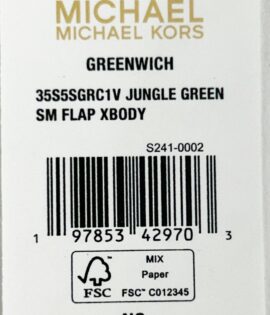 MICHAEL
MICHAEL KORS
GREENWICH
35S5SGRC1V JUNGLE GREEN
SM FLAP XBODY
S241-0002
1 97853 42970 3
FSC
MIX
Paper
FSC™ C012345